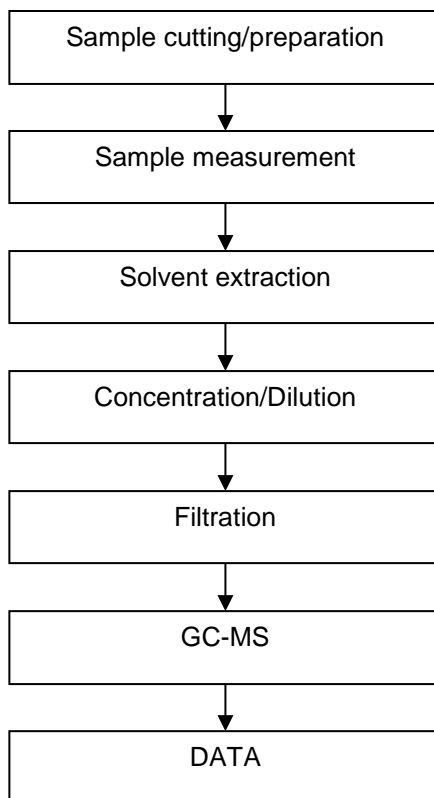 Sample cutting/preparation
Sample measurement
Solvent extraction
Concentration/Dilution
Filtration
GC-MS
DATA